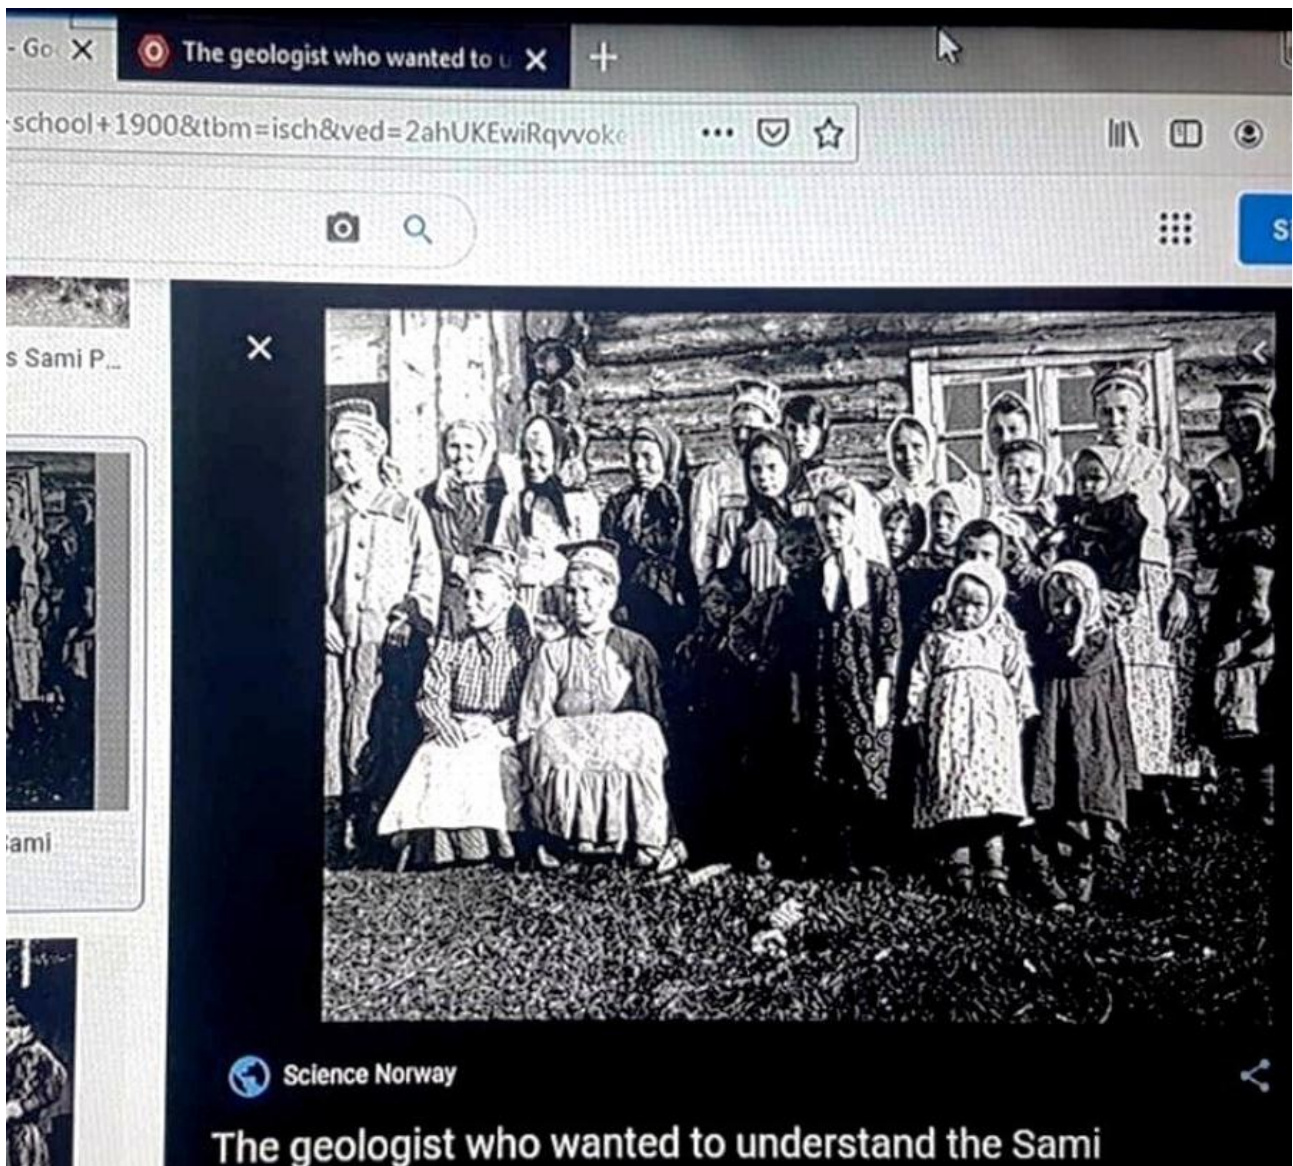 - Go
The geologist who wanted to u
school+1900&tbm=isch&ved=2ahUKEwiRqvvoke
s Sami P...
ami
Science Norway
The geologist who wanted to understand the Sami